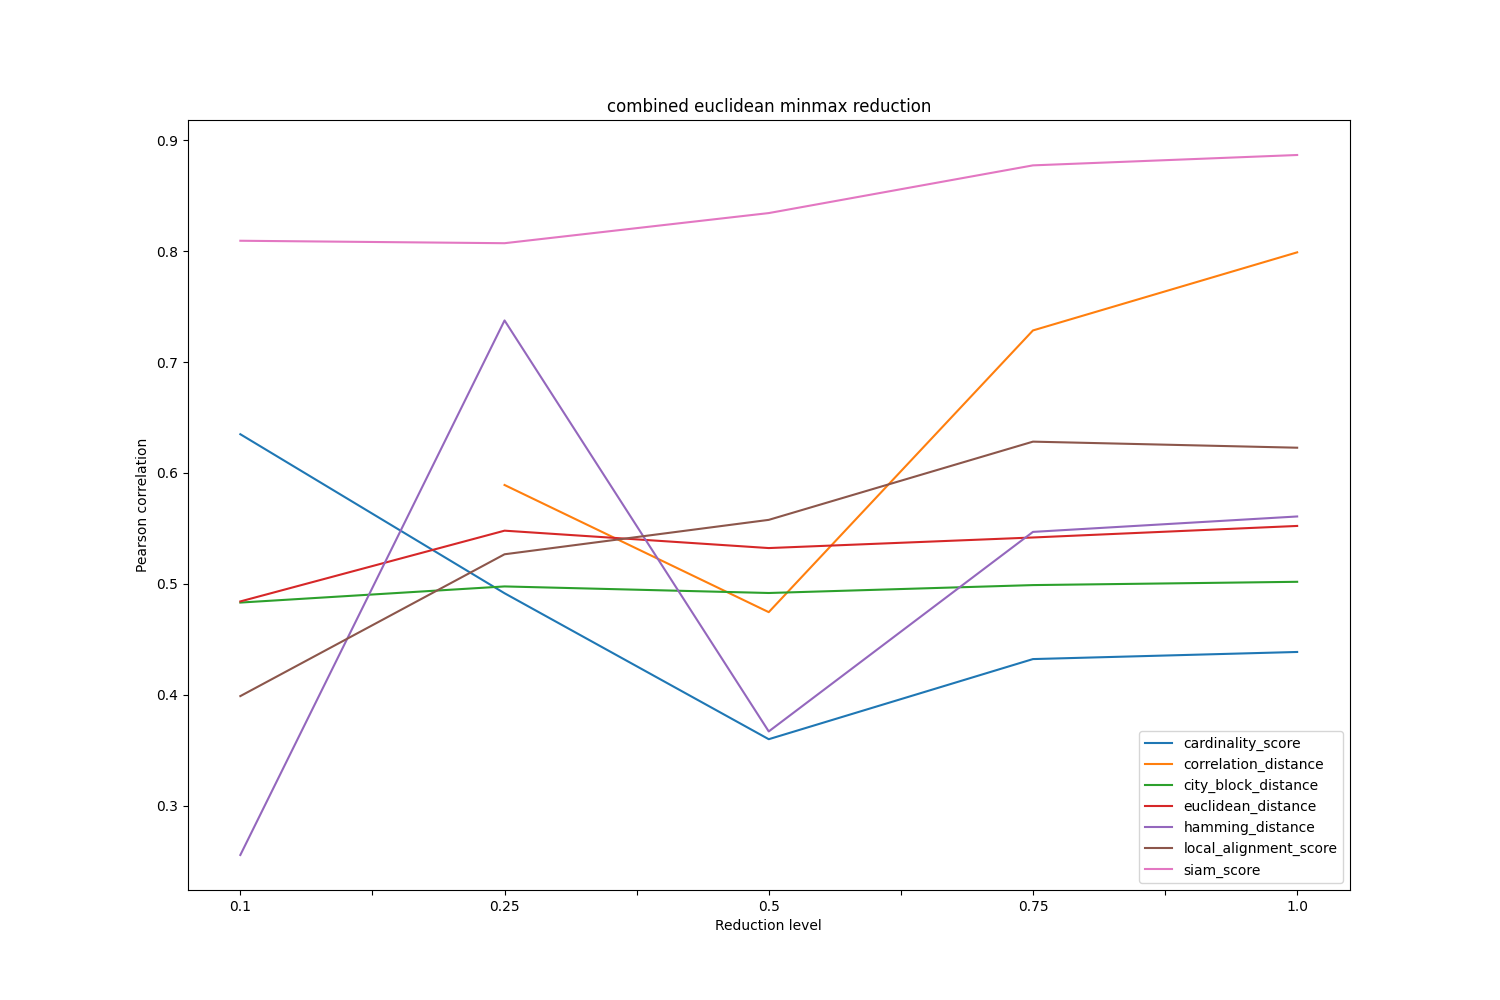 combined euclidean minmax reduction
0.9
0.8
0.7
0.6
0.5
0.4
0.3
Pearson correlation
0.1
0.25
0.5
0.75
1.0
Reduction level
cardinality_score
correlation_distance
city_block_distance
euclidean_distance
hamming_distance
local_alignment_score
siam_score